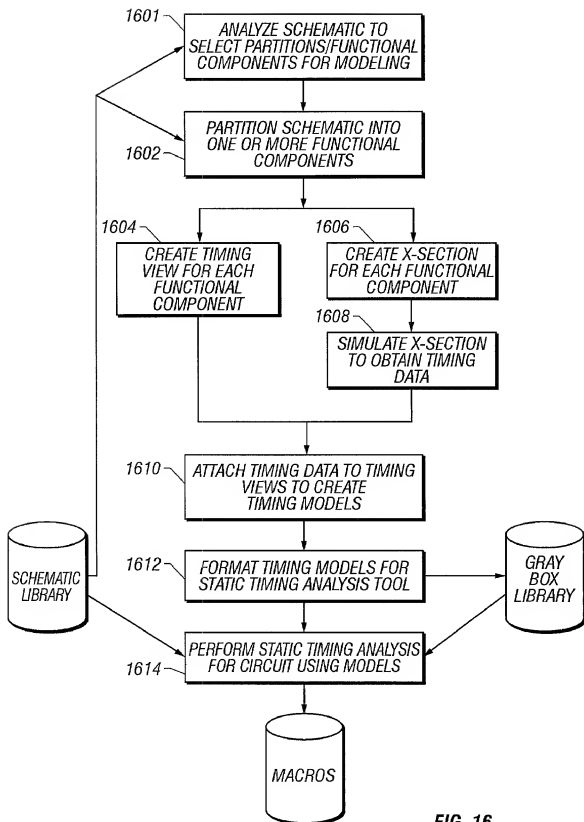 1601
ANALYZE SCHEMATIC TO
SELECT PARTITIONS/FUNCTIONAL
COMPONENTS FOR MODELING
PARTITION SCHEMATIC INTO
ONE OR MORE FUNCTIONAL
COMPONENTS
1602
1604
CREATE TIMING
VIEW FOR EACH
FUNCTIONAL
COMPONENT
1606
CREATE X-SECTION
FOR EACH FUNCTIONAL
COMPONENT
1608
SIMULATE X-SECTION
TO OBTAIN TIMING
DATA
1610
ATTACH TIMING DATA TO TIMING
VIEWS TO CREATE
TIMING MODELS
SCHEMATIC
LIBRARY
1612
FORMAT TIMING MODELS FOR
STATIC TIMING ANALYSIS TOOL
GRAY
BOX
LIBRARY
PERFORM STATIC TIMING ANALYSIS
FOR CIRCUIT USING MODELS
1614
MACROS
FIG. 16